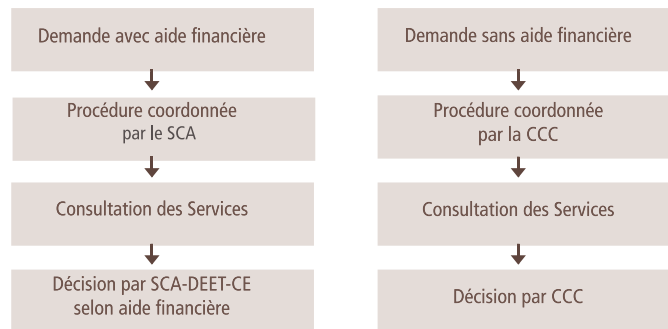 Demande avec aide financière
Procédure coordonnée
par le SCA
Consultation des Services
Décision par SCA-DEET-CE
selon aide financière
Demande sans aide financière
Procédure coordonnée
par la CCC
Consultation des Services
Décision par CCC